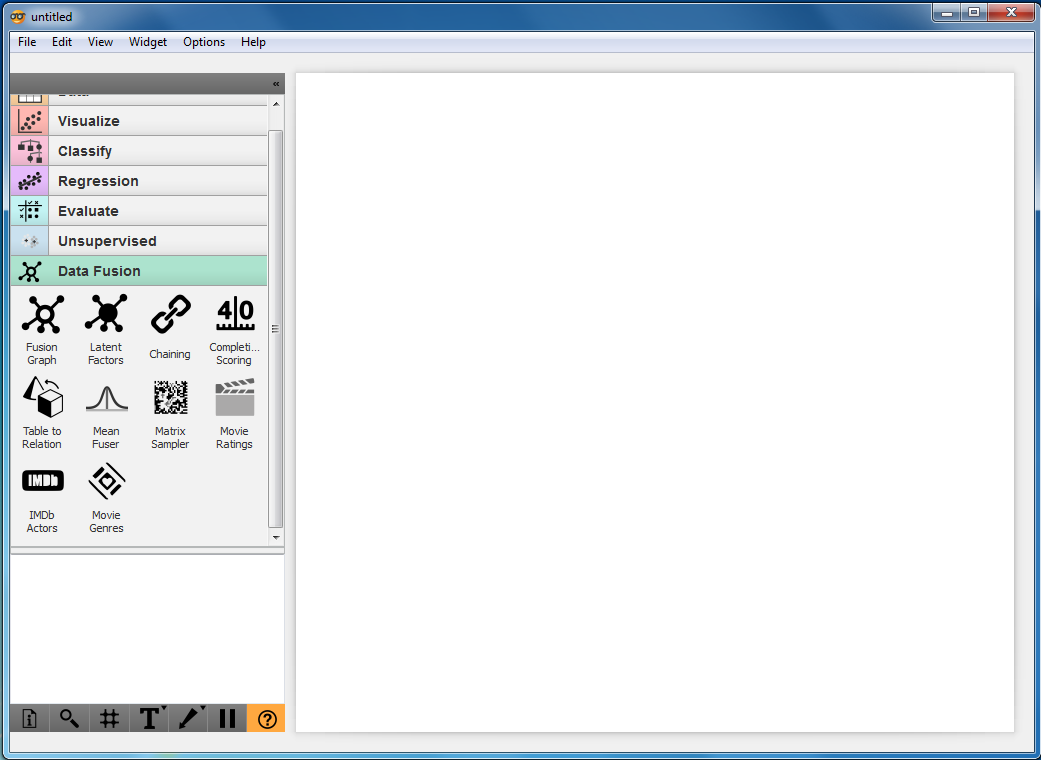 untitled
File Edit View Widget Options Help
Visualize
Classify
Regression
Evaluate
Unsupervised
Data Fusion
40
Fusion
Graph
Latent
Factors
Chaining
Completi...
Scoring
Table to
Relation
Mean
Fuser
Matrix
Sampler
Movie
Ratings
IMDb
IMDb
Actors
Movie
Genres
T
?